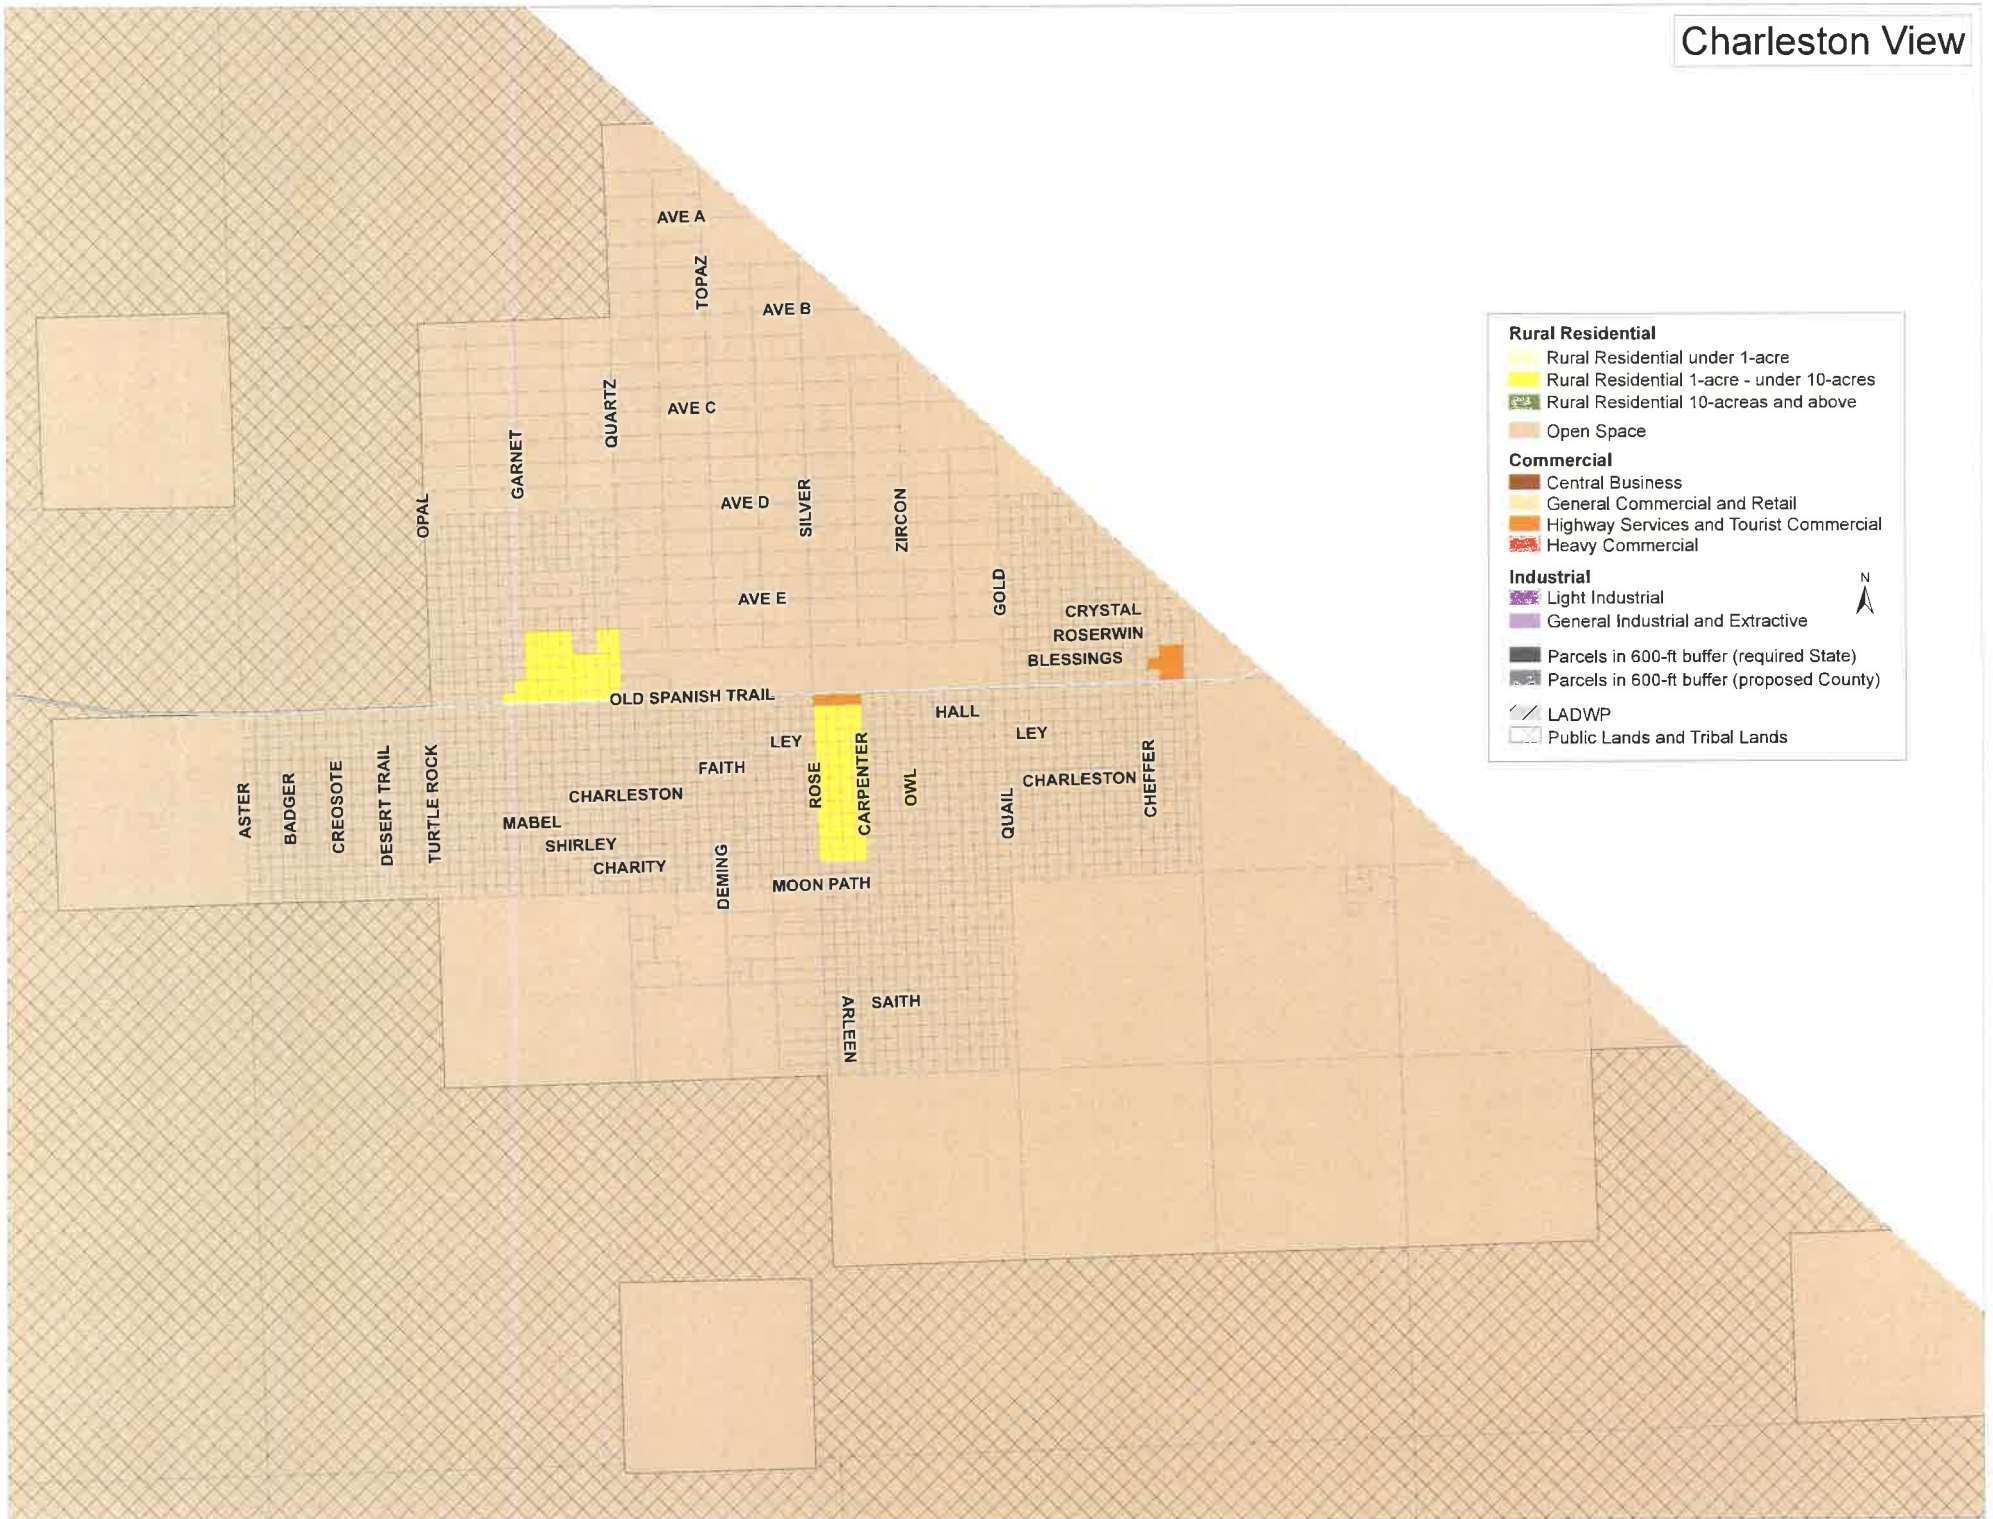 Charleston View
AVE A
TOPAZ
AVE B
QUARTZ
AVE C
GARNET
OPAL
AVE D
SILVER
ZIRCON
AVE E
GOLD
CRYSTAL
ROSERWIN
BLESSINGS
OLD SPANISH TRAIL
HALL
LEY
LEY
FAITH
ROSE
CARPENTER
OWL
CHARLESTON
CHARLESTON
CHEFFER
QUAIL
ASTER
BADGER
CREOSOTE
DESERT TRAIL
TURTLE ROCK
MABEL
SHIRLEY
CHARITY
DEMING
MOON PATH
ARLEEN
SAITH
Rural Residential
Rural Residential under 1-acre
Rural Residential 1-acre - under 10-acres
Rural Residential 10-acreas and above
Open Space
Commercial
Central Business
General Commercial and Retail
Highway Services and Tourist Commercial
Heavy Commercial
Industrial
N
Light Industrial
General Industrial and Extractive
Parcels in 600-ft buffer (required State)
Parcels in 600-ft buffer (proposed County)
LADWP
Public Lands and Tribal Lands